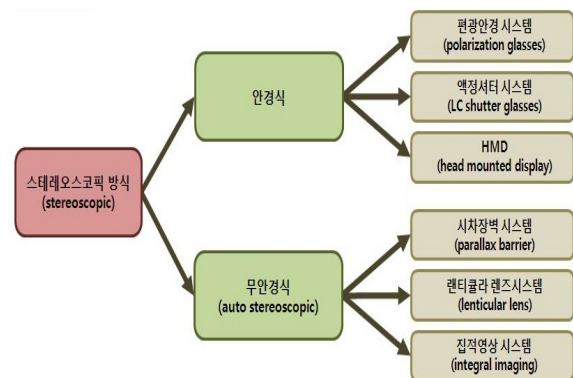 스테레오스코픽 방식
(stereoscopic)
안경식
편광안경 시스템
(polarization glasses)
액정셔터 시스템
(LC shutter glasses)
HMD
(head mounted display)
무안경식
(auto stereoscopic)
시차장벽 시스템
(parallax barrier)
렌티큘라 렌즈시스템
(lenticular lens)
집적영상 시스템
(integral imaging)